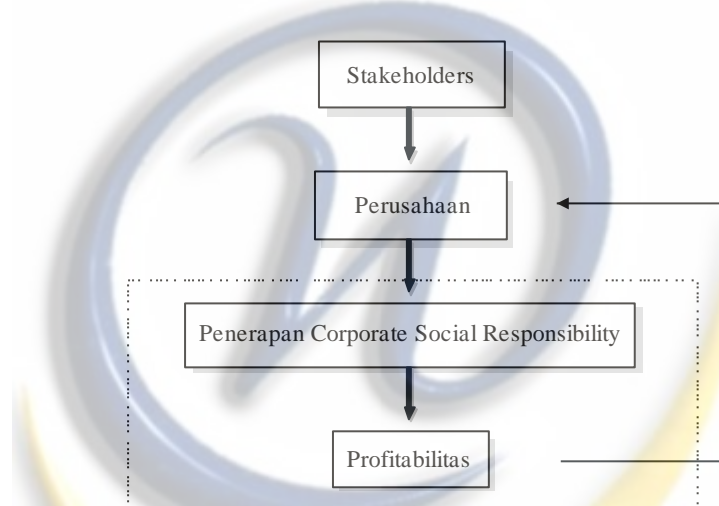 Stakeholders
Perusahaan
Penerapan Corporate Social Responsibility
Profitabilitas